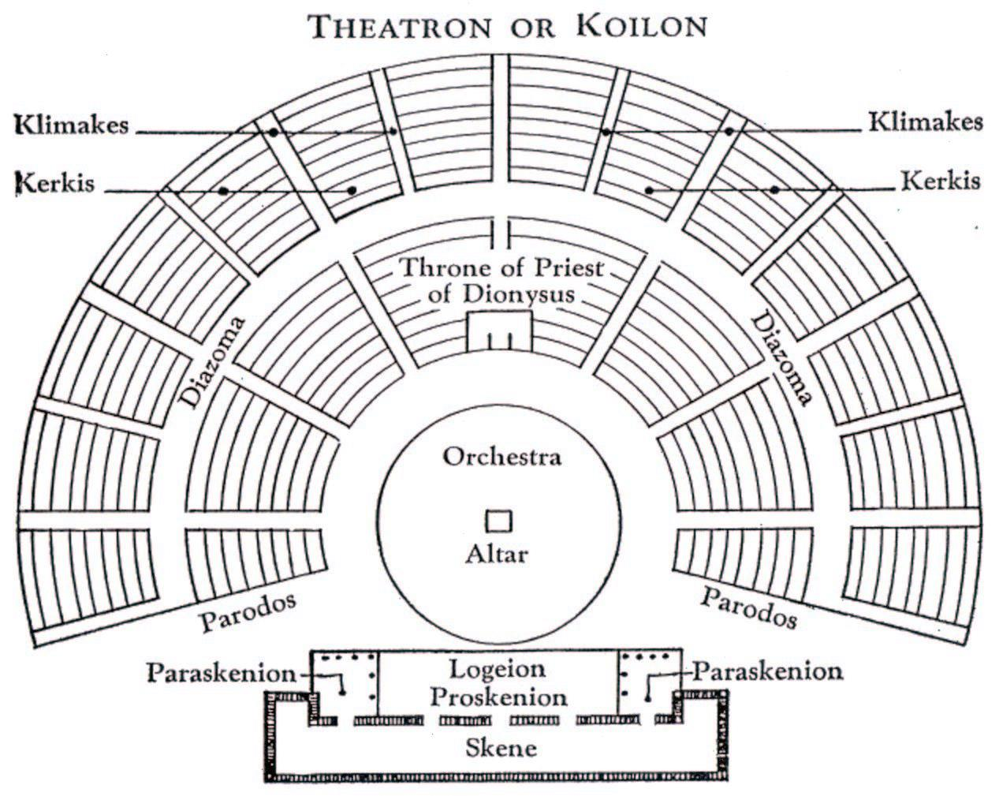 THEATRON OR KOILON
Klimakes
Klimakes
Kerkis
Kerkis
Throne of Priest
of Dionysus
Diazoma
Diazoma
Orchestra
Altar
Parodos
Parodos
Paraskenion
Logeion
Proskenion
Paraskenion
Skene